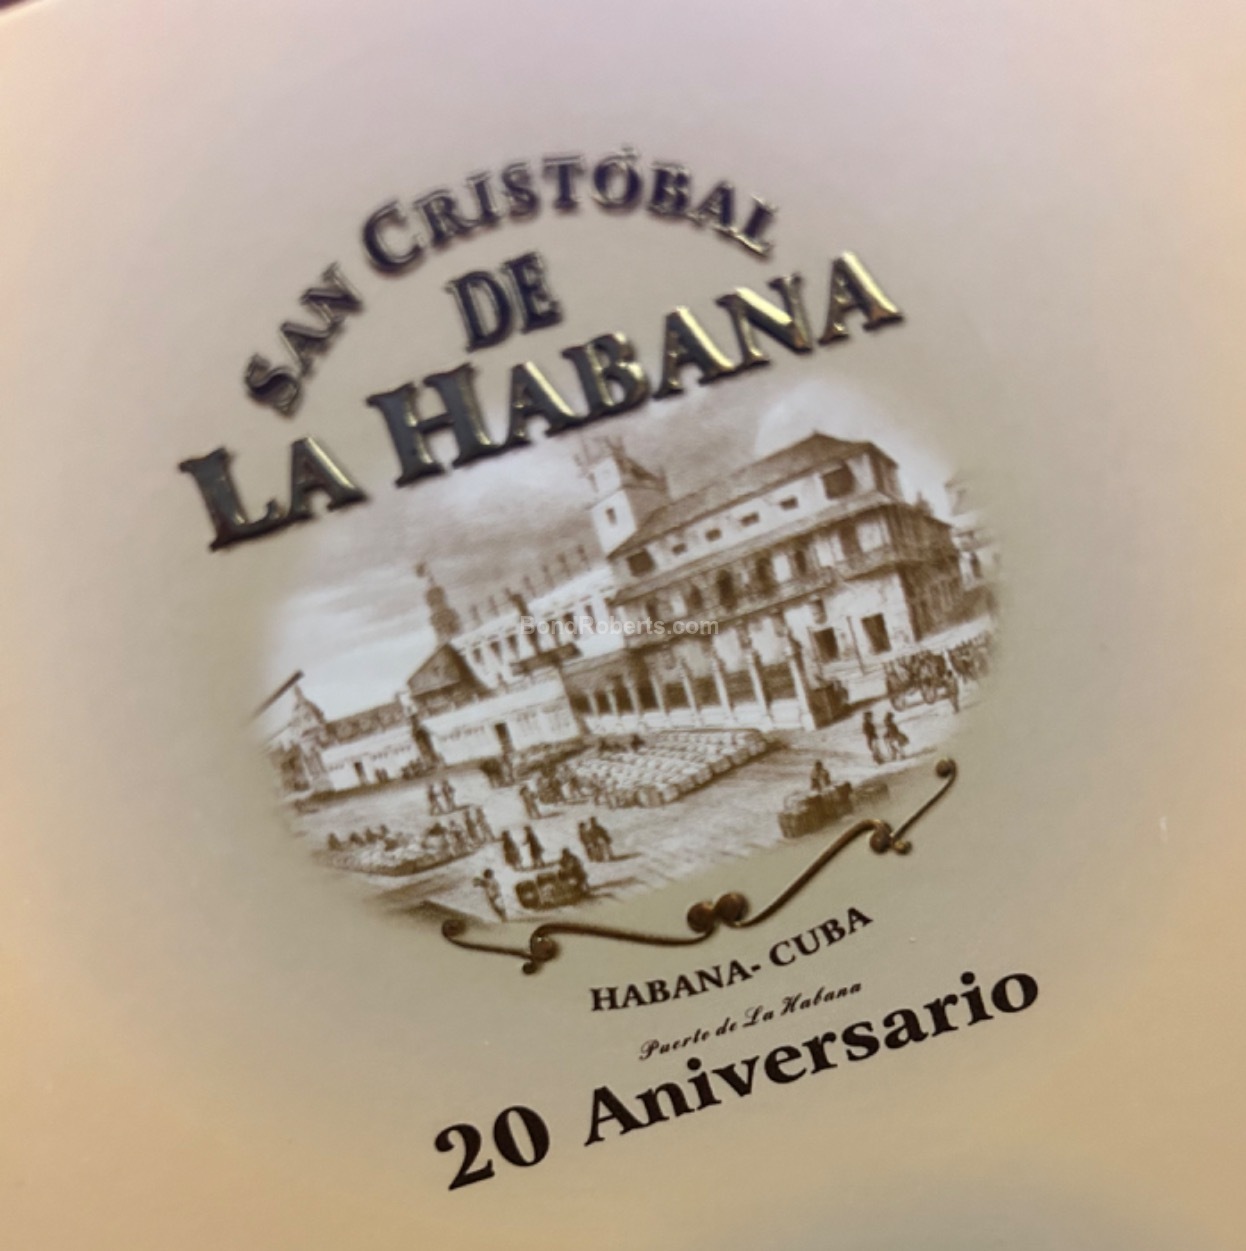 SAN CRISTÓBAL
DE
LA HABANA
BondRoberts.com
HABANA- CUBA
Puerto de La Habana
20 Aniversario